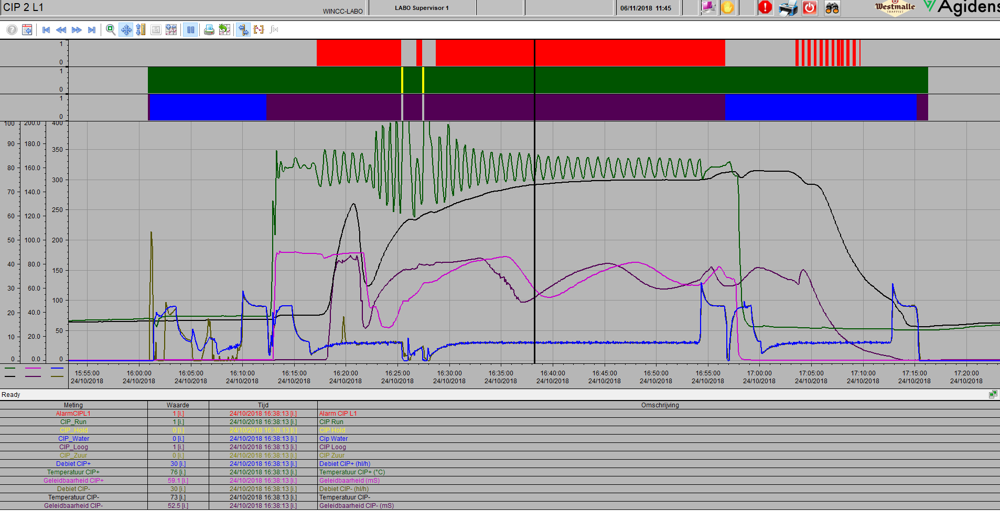 CIP 2 L1
WINCC-LABO
LABO Supervisor 1
06/11/2018 11:45
Westmalle
TRAPPIST
Agidens
1
0
1
0
1
0
100 200.0 400
90 180.0 350
80 160.0 300
70 140.0 250
60 120.0 200
50 100.0 150
40 80.0 100
30 60.0 50
20 40.0 0
10 20.0
0 0.0
15:55:00 16:00:00 16:05:00 16:10:00 16:15:00 16:20:00 16:25:00 16:30:00 16:35:00 16:40:00 16:45:00 16:50:00 16:55:00 17:00:00 17:05:00 17:10:00 17:15:00 17:20:00
24/10/2018 24/10/2018 24/10/2018 24/10/2018 24/10/2018 24/10/2018 24/10/2018 24/10/2018 24/10/2018 24/10/2018 24/10/2018 24/10/2018 24/10/2018 24/10/2018 24/10/2018 24/10/2018 24/10/2018 24/10/2018
Ready
Meting Waarde Tijd Omschrijving
AlarmCIPL1 1 [i.] 24/10/2018 16:38:13 [i.] Alarm CIP L1
CIP_Run 1 [i.] 24/10/2018 16:38:13 [i.] CIP Run
CIP_Hold 0 [i.] 24/10/2018 16:38:13 [i.] CIP Hold
CIP_Water 0 [i.] 24/10/2018 16:38:13 [i.] Cip Water
CIP_Loog 1 [i.] 24/10/2018 16:38:13 [i.] CIP Loog
CIP_Zuur 0 [i.] 24/10/2018 16:38:13 [i.] CIP Zuur
Debiet CIP+ 30 [i.] 24/10/2018 16:38:13 [i.] Debiet CIP+ (hl/h)
Temperatuur CIP+ 76 [i.] 24/10/2018 16:38:13 [i.] Temperatuur CIP+ (°C)
Geleidbaarheid CIP+ 59.1 [i.] 24/10/2018 16:38:13 [i.] Geleidbaarheid (mS)
Debiet CIP- 30 [i.] 24/10/2018 16:38:13 [i.] Debiet CIP- (hl/h)
Temperatuur CIP- 73 [i.] 24/10/2018 16:38:13 [i.] Temperatuur CIP-
Geleidbaarheid CIP- 52.5 [i.] 24/10/2018 16:38:13 [i.] Geleidbaarheid CIP- (mS)